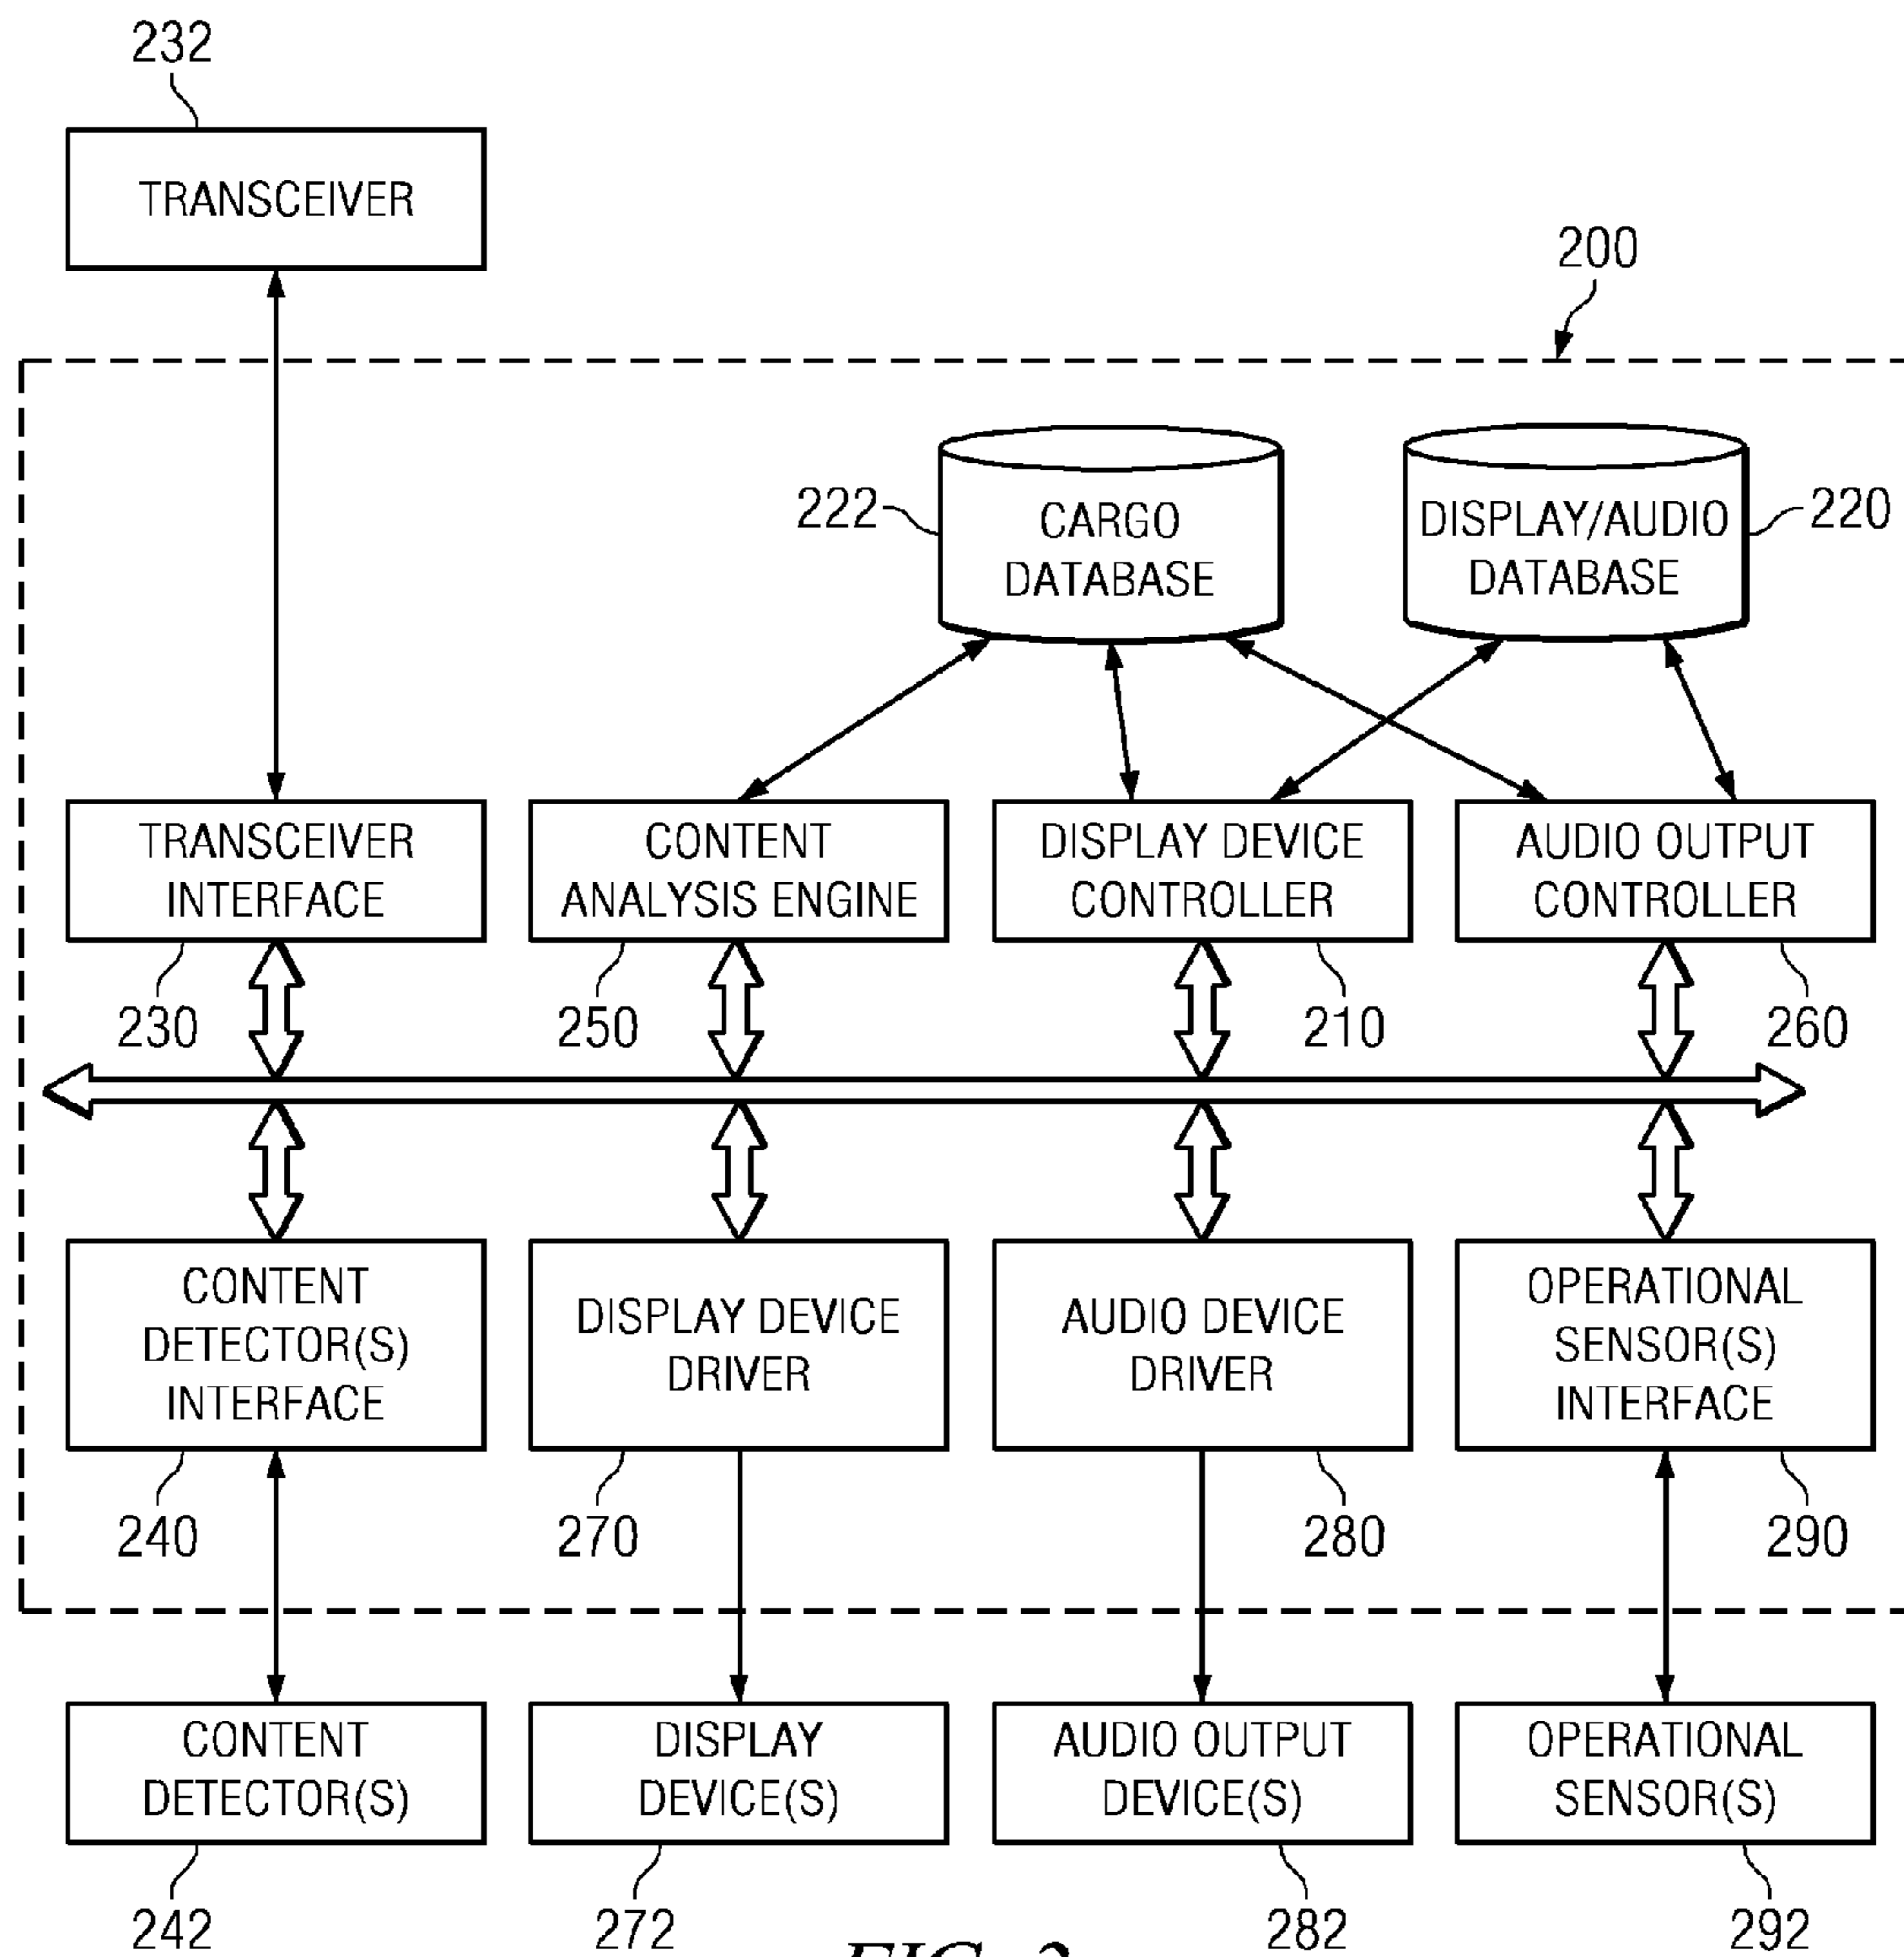 232
TRANSCEIVER
200
222
CARGO
DATABASE
DISPLAY/AUDIO
DATABASE
220
TRANSCEIVER
INTERFACE
CONTENT
ANALYSIS ENGINE
DISPLAY DEVICE
CONTROLLER
AUDIO OUTPUT
CONTROLLER
230
250
210
260
CONTENT
DETECTOR(S)
INTERFACE
DISPLAY DEVICE
DRIVER
AUDIO DEVICE
DRIVER
OPERATIONAL
SENSOR(S)
INTERFACE
240
270
280
290
CONTENT
DETECTOR(S)
DISPLAY
DEVICE(S)
AUDIO OUTPUT
DEVICE(S)
OPERATIONAL
SENSOR(S)
242
272
282
292
FIG. 2